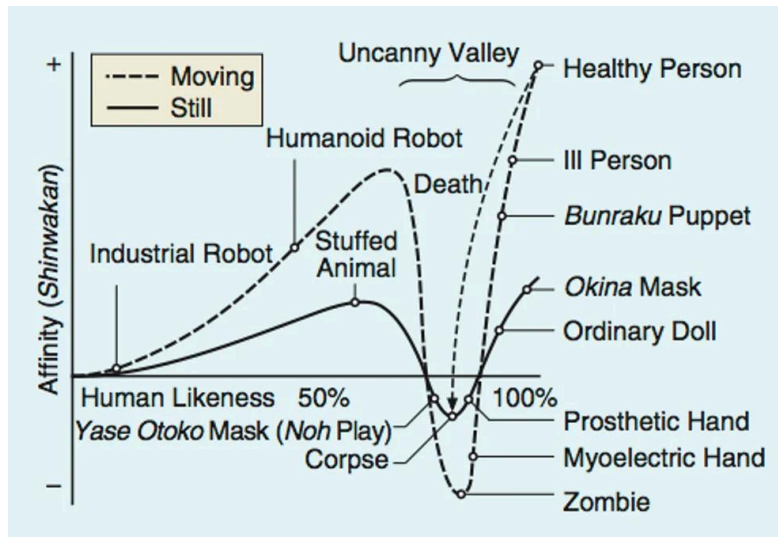 Uncanny Valley
+
Moving
Still
Healthy Person
Humanoid Robot
Ill Person
Death
Bunraku Puppet
Industrial Robot
Stuffed
Animal
Okina Mask
Ordinary Doll
Affinity (Shinwakan)
Human Likeness 50% 100%
Prosthetic Hand
Yase Otoko Mask (Noh Play)
Corpse
Myoelectric Hand
–
Zombie